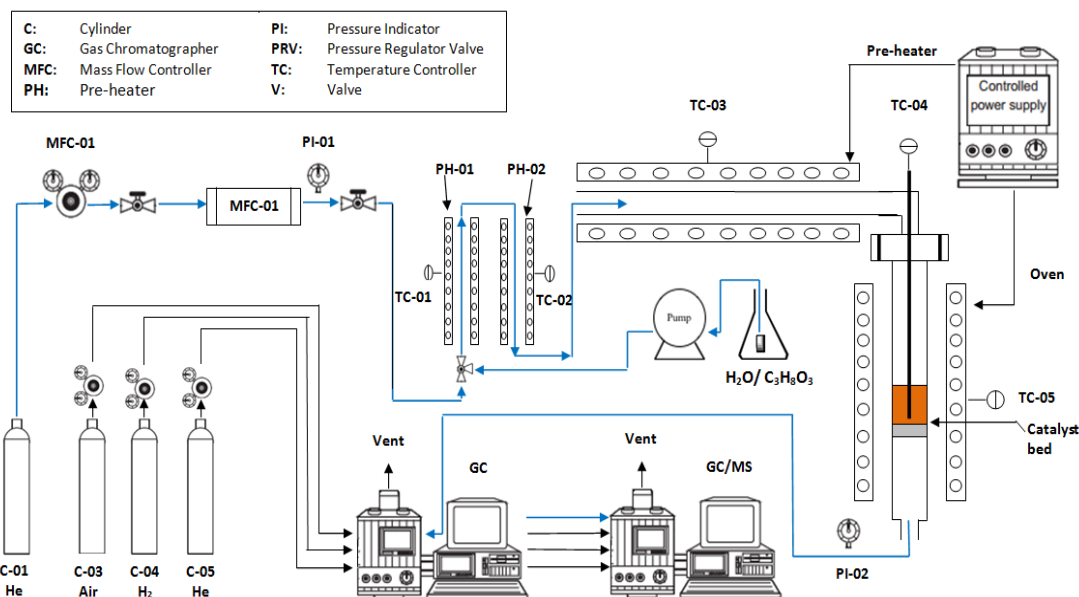 C: Cylinder PI: Pressure Indicator
GC: Gas Chromatographer PRV: Pressure Regulator Valve
MFC: Mass Flow Controller TC: Temperature Controller
PH: Pre-heater V: Valve
Pre-heater
Controlled
power supply
TC-03
TC-04
MFC-01
PI-01
PH-01
PH-02
MFC-01
Oven
TC-01
TC-02
Pump
H₂O/ C₃H₈O₃
TC-05
Catalyst
bed
Vent
GC
Vent
GC/MS
PI-02
C-01
He
C-03
Air
C-04
H₂
C-05
He